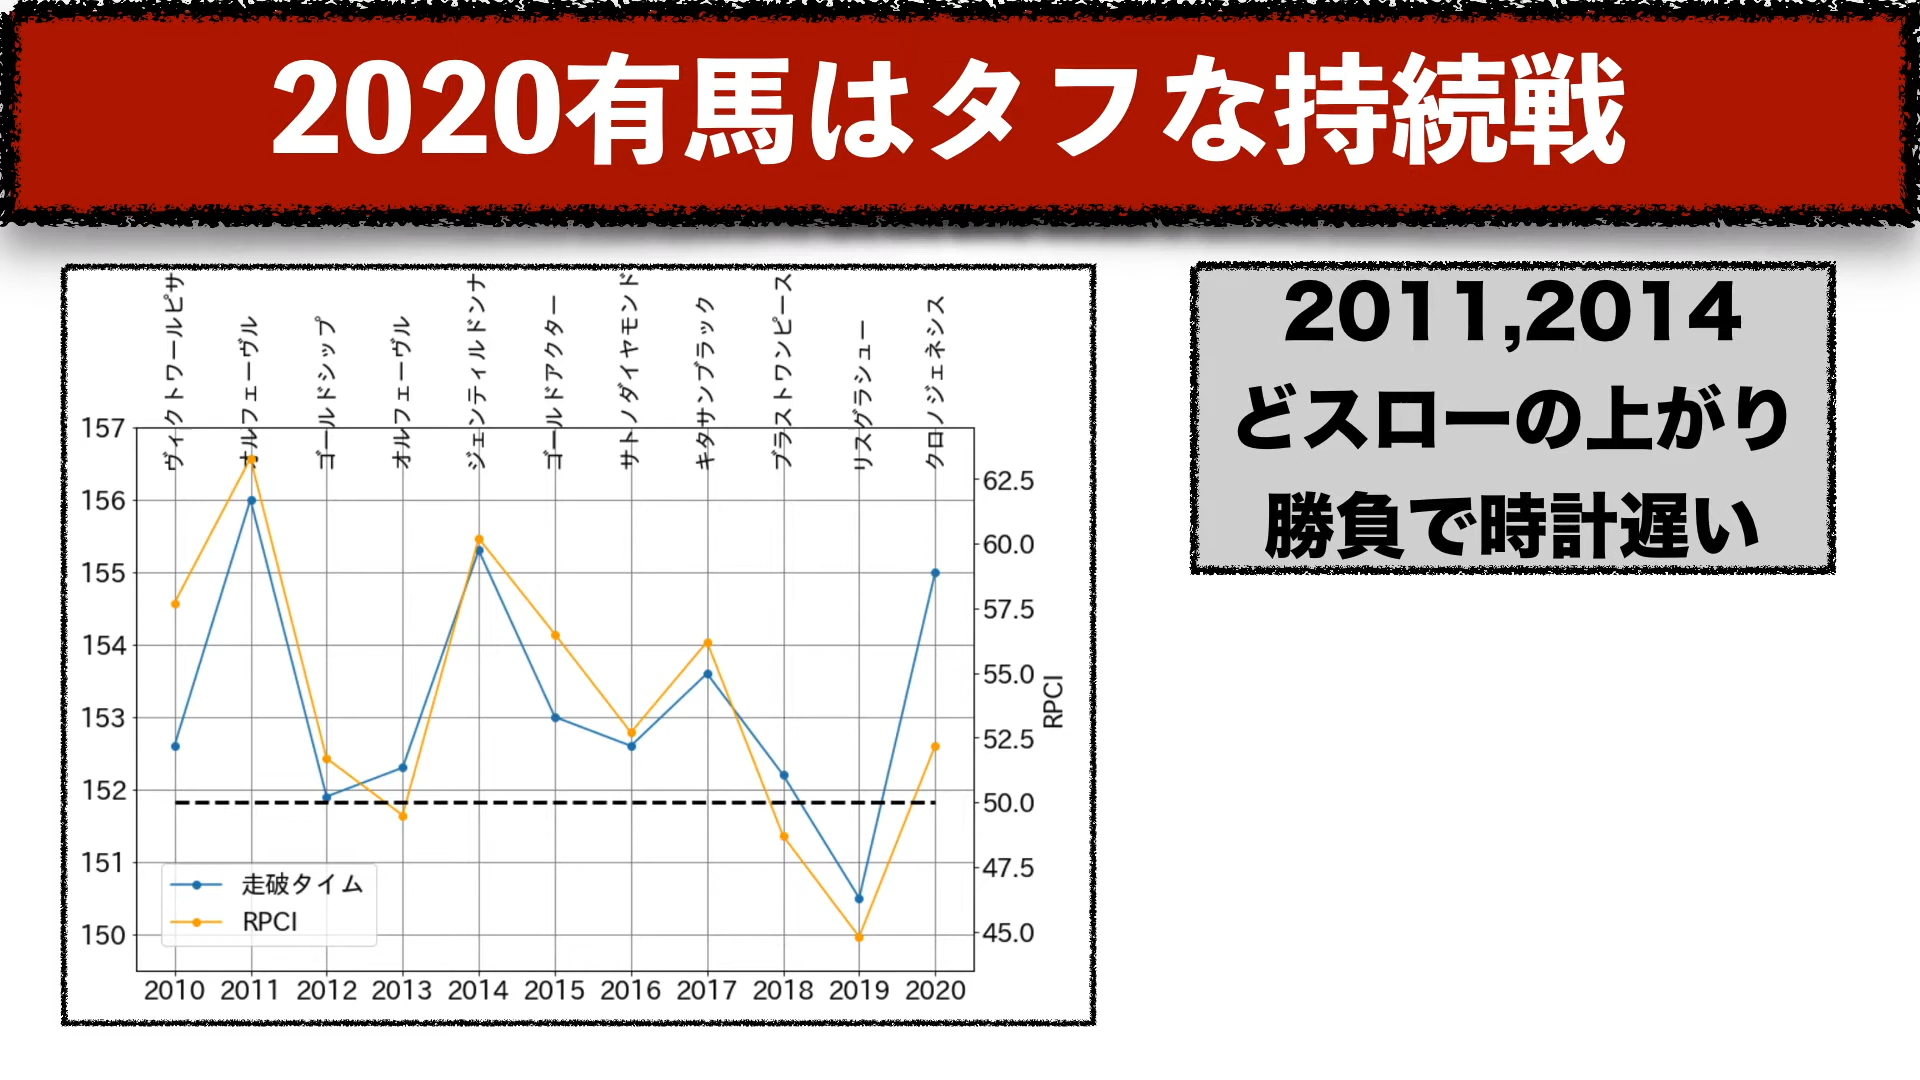 2020有馬はタフな持続戦
ヴィクトワールピサ
オルフェーヴル
ゴールドシップ
オルフェーヴル
ジェンティルドンナ
ゴールドアクター
サトノダイヤモンド
キタサンブラック
ブラストワンピース
リスグラシュー
クロノジェネシス
157
156
155
154
153
152
151
150
62.5
60.0
57.5
55.0
52.5
50.0
47.5
45.0
RPCI
走破タイム
RPCI
2010 2011 2012 2013 2014 2015 2016 2017 2018 2019 2020
2011,2014
どスローの上がり
勝負で時計遅い